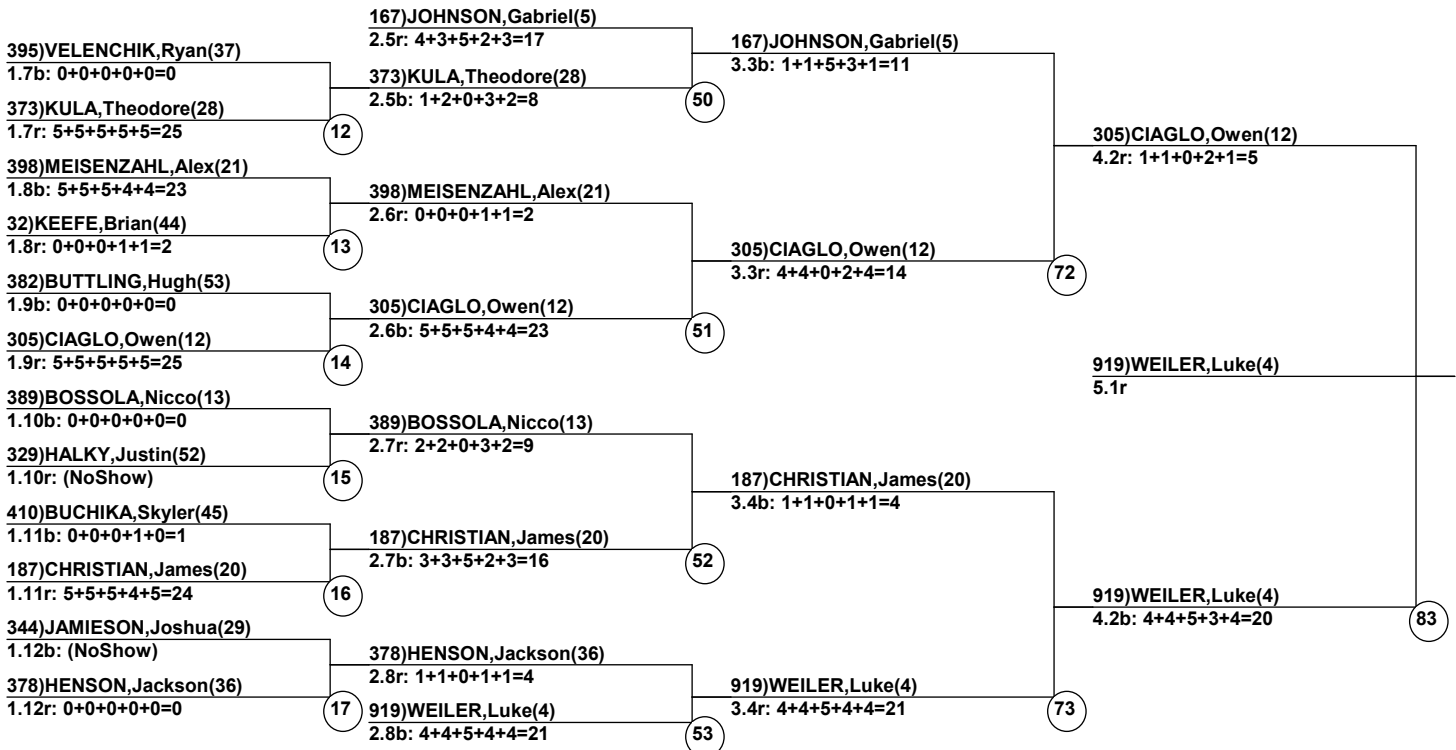 395)VELENCHIK,Ryan(37)
1.7b: 0+0+0+0+0=0
373)KULA,Theodore(28)
1.7r: 5+5+5+5+5=25
12
398)MEISENZAHL,Alex(21)
1.8b: 5+5+5+4+4=23
32)KEEFE,Brian(44)
1.8r: 0+0+0+1+1=2
13
382)BUTTLING,Hugh(53)
1.9b: 0+0+0+0+0=0
305)CIAGLO,Owen(12)
1.9r: 5+5+5+5+5=25
14
389)BOSSOLA,Nicco(13)
1.10b: 0+0+0+0+0=0
329)HALKY,Justin(52)
1.10r: (NoShow)
15
410)BUCHIKA,Skyler(45)
1.11b: 0+0+0+1+0=1
187)CHRISTIAN,James(20)
1.11r: 5+5+5+4+5=24
16
344)JAMIESON,Joshua(29)
1.12b: (NoShow)
378)HENSON,Jackson(36)
1.12r: 0+0+0+0+0=0
17
167)JOHNSON,Gabriel(5)
2.5r: 4+3+5+2+3=17
373)KULA,Theodore(28)
2.5b: 1+2+0+3+2=8
50
398)MEISENZAHL,Alex(21)
2.6r: 0+0+0+1+1=2
305)CIAGLO,Owen(12)
2.6b: 5+5+5+4+4=23
51
389)BOSSOLA,Nicco(13)
2.7r: 2+2+0+3+2=9
187)CHRISTIAN,James(20)
2.7b: 3+3+5+2+3=16
52
378)HENSON,Jackson(36)
2.8r: 1+1+0+1+1=4
919)WEILER,Luke(4)
2.8b: 4+4+5+4+4=21
53
167)JOHNSON,Gabriel(5)
3.3b: 1+1+5+3+1=11
305)CIAGLO,Owen(12)
3.3r: 4+4+0+2+4=14
72
187)CHRISTIAN,James(20)
3.4b: 1+1+0+1+1=4
919)WEILER,Luke(4)
3.4r: 4+4+5+4+4=21
73
305)CIAGLO,Owen(12)
4.2r: 1+1+0+2+1=5
919)WEILER,Luke(4)
4.2b: 4+4+5+3+4=20
83
919)WEILER,Luke(4)
5.1r